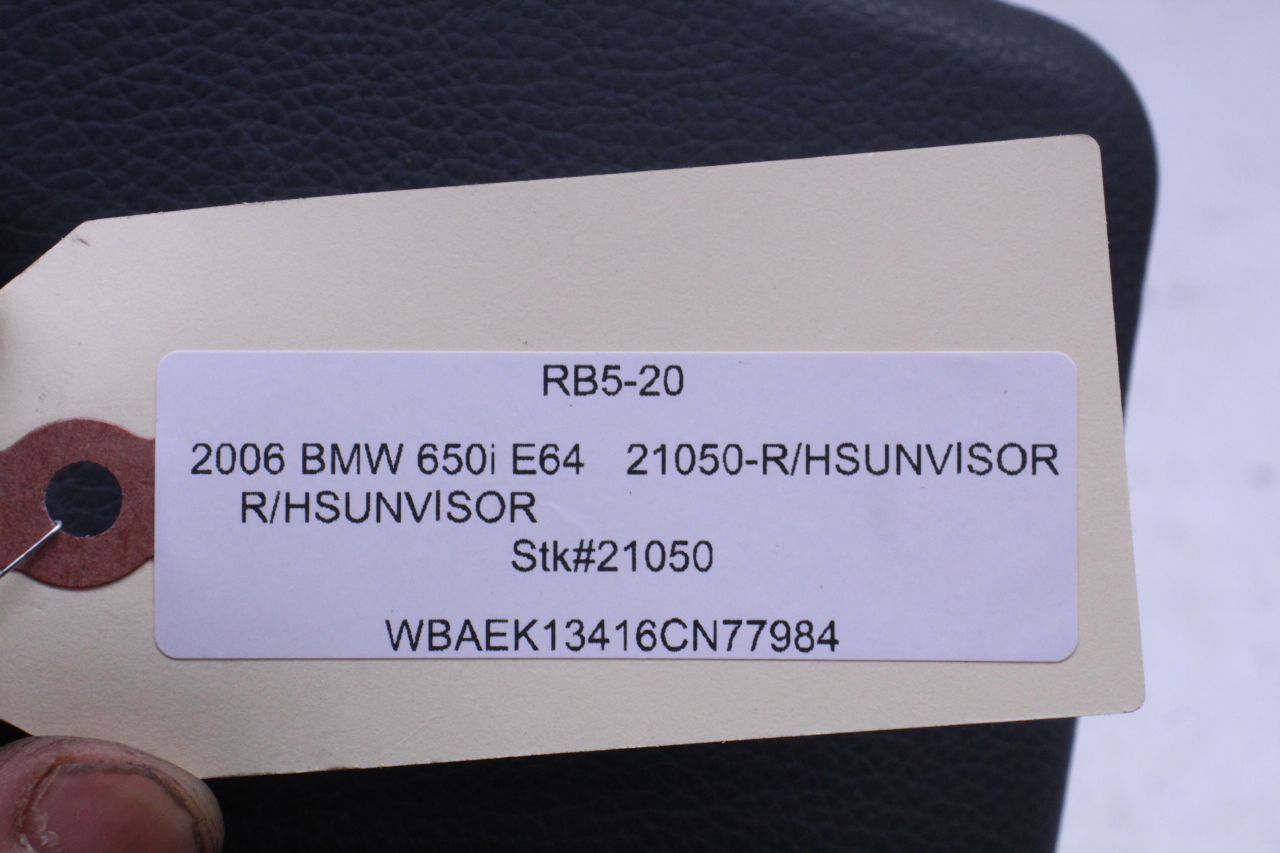 RB5-20
2006 BMW 650i E64 21050-R/HSUNVISOR
R/HSUNVISOR
Stk#21050
WBAEK13416CN77984